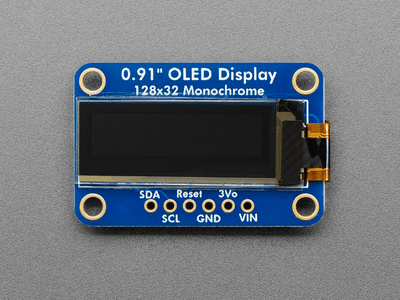 0.91" OLED Display
128x32 Monochrome
SDA Reset 3Vo
SCL GND VIN